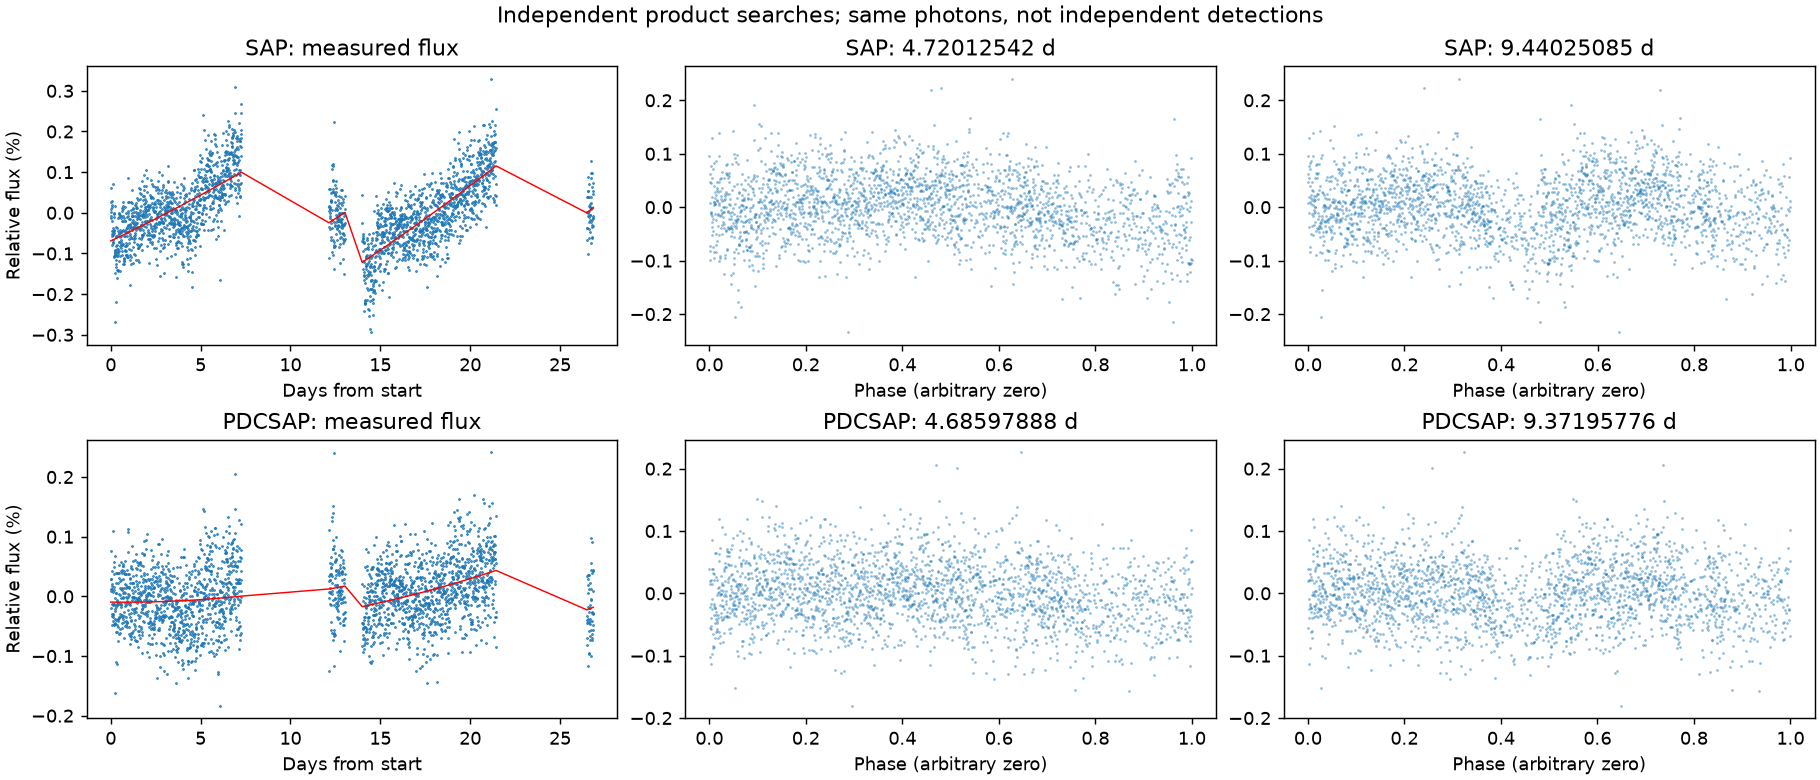 Independent product searches; same photons, not independent detections
SAP: measured flux
SAP: 4.72012542 d
SAP: 9.44025085 d
Relative flux (%)
0.3
0.2
0.1
0.0
−0.1
−0.2
−0.3
0 5 10 15 20 25
Days from start
0.2
0.1
0.0
−0.1
−0.2
0.0 0.2 0.4 0.6 0.8 1.0
Phase (arbitrary zero)
0.2
0.1
0.0
−0.1
−0.2
0.0 0.2 0.4 0.6 0.8 1.0
Phase (arbitrary zero)
PDCSAP: measured flux
PDCSAP: 4.68597888 d
PDCSAP: 9.37195776 d
Relative flux (%)
0.2
0.1
0.0
−0.1
−0.2
0 5 10 15 20 25
Days from start
0.2
0.1
0.0
−0.1
−0.2
0.0 0.2 0.4 0.6 0.8 1.0
Phase (arbitrary zero)
0.2
0.1
0.0
−0.1
−0.2
0.0 0.2 0.4 0.6 0.8 1.0
Phase (arbitrary zero)